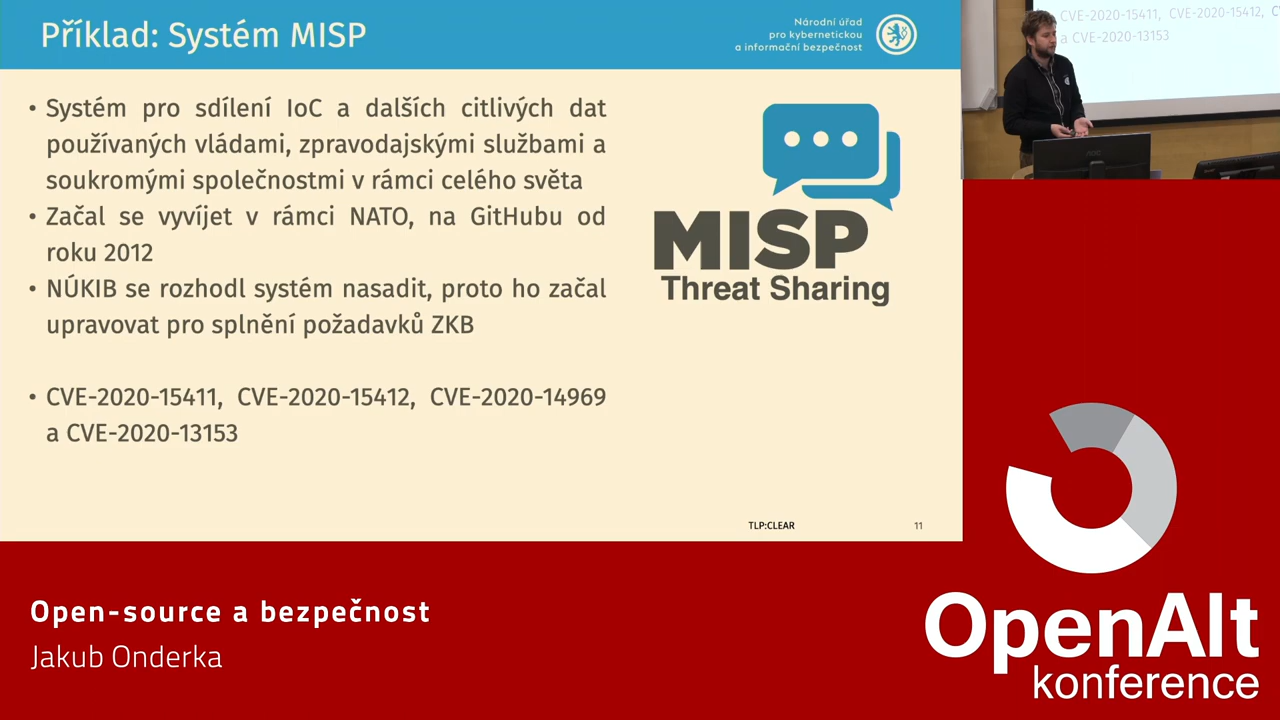 Příklad: Systém MISP
Národní úřad
pro kybernetickou
a informační bezpečnost
• Systém pro sdílení IoC a dalších citlivých dat
používaných vládami, zpravodajskými službami a
soukromými společnostmi v rámci celého světa
• Začal se vyvíjet v rámci NATO, na GitHubu od
roku 2012
• NÚKIB se rozhodl systém nasadit, proto ho začal
upravovat pro splnění požadavků ZKB
• CVE-2020-15411, CVE-2020-15412, CVE-2020-14969
a CVE-2020-13153
MISP
Threat Sharing
TLP:CLEAR
11
CVE-2020-15411, CVE-2020-15412, C
a CVE-2020-13153
Open-source a bezpečnost
Jakub Onderka
OpenAlt
konference